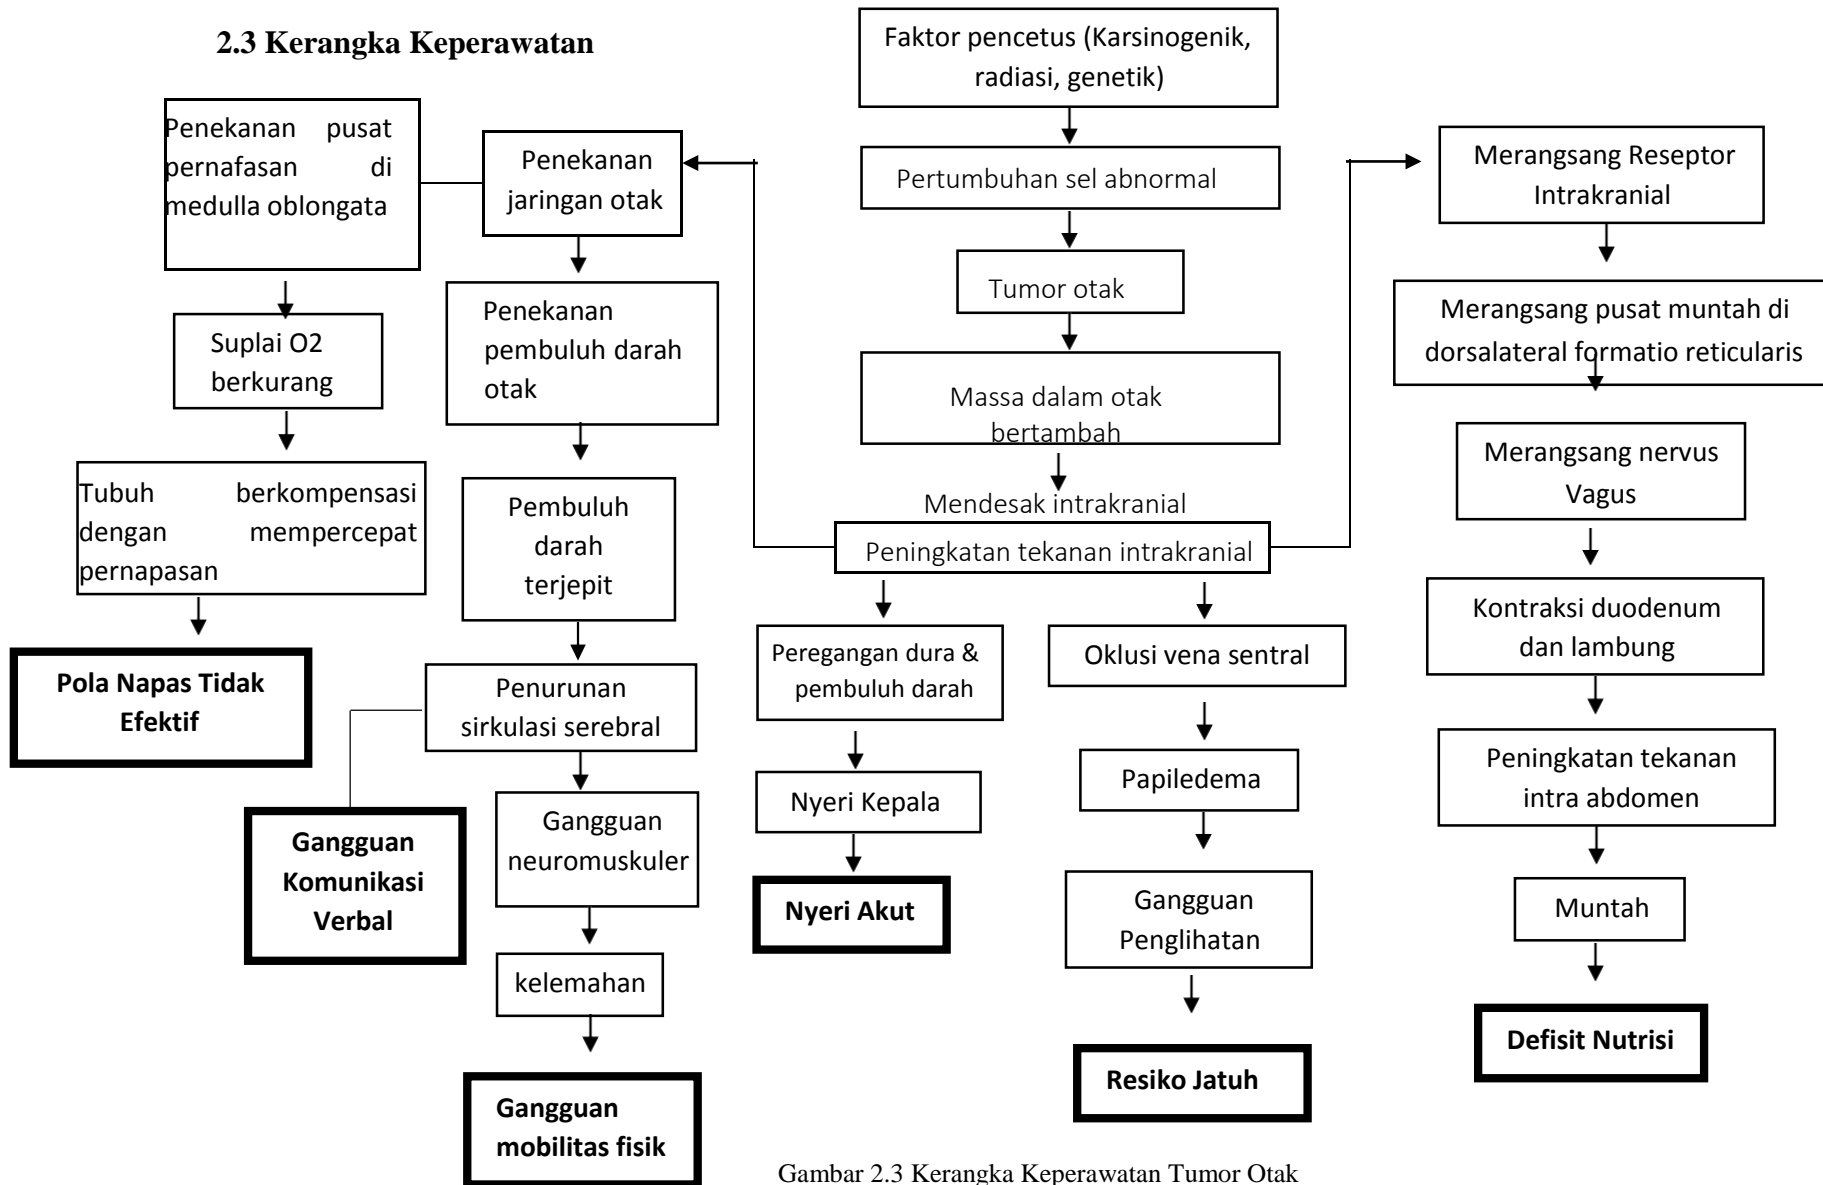 2.3 Kerangka Keperawatan
Faktor pencetus (Karsinogenik,
radiasi, genetik)
Penekanan pusat
pernafasan di
medulla oblongata
Penekanan
jaringan otak
Pertumbuhan sel abnormal
Merangsang Reseptor
Intrakranial
Suplai O2
berkurang
Penekanan
pembuluh darah
otak
Tumor otak
Merangsang pusat muntah di
dorsalateral formatio reticularis
Massa dalam otak
bertambah
Tubuh berkompensasi
dengan mempercepat
pernapasan
Pembuluh
darah
terjepit
Mendesak intrakranial
Peningkatan tekanan intrakranial
Merangsang nervus
Vagus
Pola Napas Tidak
Efektif
Penurunan
sirkulasi serebral
Peregangan dura &
pembuluh darah
Oklusi vena sentral
Kontraksi duodenum
dan lambung
Gangguan
Komunikasi
Verbal
Gangguan
neuromuskuler
Nyeri Kepala
Papiledema
Peningkatan tekanan
intra abdomen
kelemahan
Nyeri Akut
Gangguan
Penglihatan
Muntah
Gangguan
mobilitas fisik
Resiko Jatuh
Defisit Nutrisi
Gambar 2.3 Kerangka Keperawatan Tumor Otak